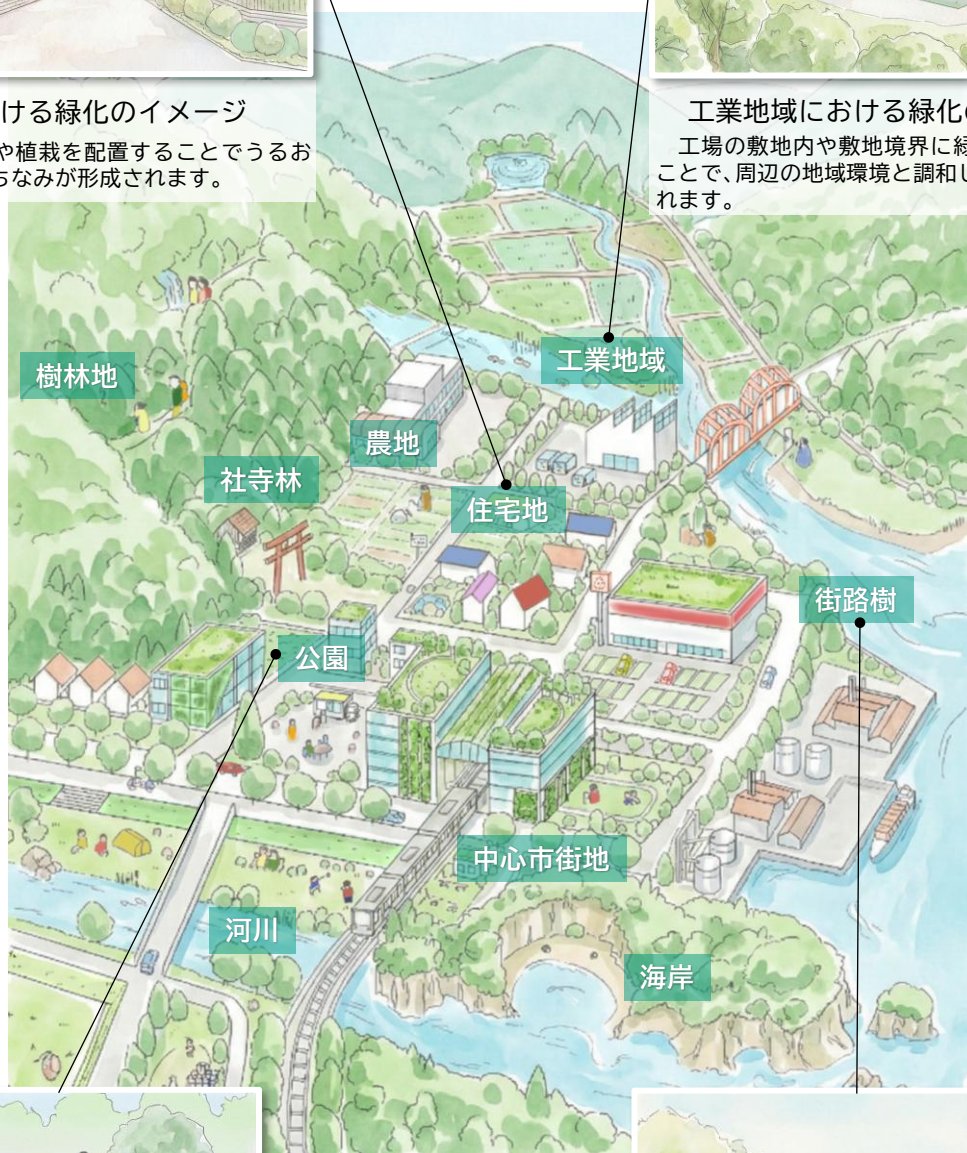 ける緑化のイメージ
や植栽を配置することでうるお
ちなみが形成されます。
工業地域における緑化の
工場の敷地内や敷地境界に緑
ことで、周辺の地域環境と調和し
れます。
工業地域
樹林地
農地
社寺林
住宅地
街路樹
公園
中心市街地
河川
海岸